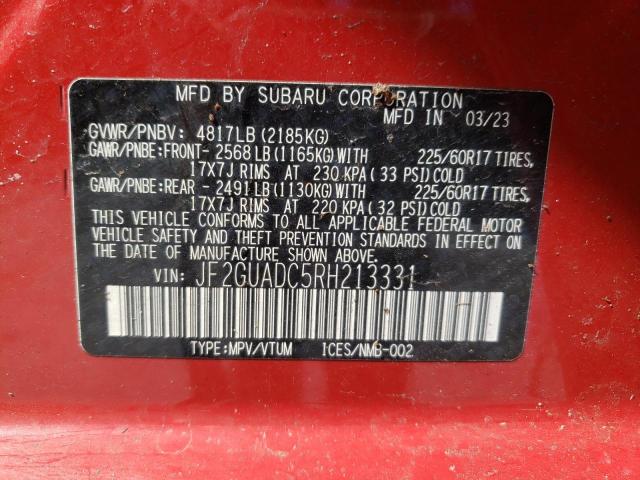 MFD BY SUBARU CORPORATION
MFD IN 03/23
GVWR/PNBV: 4817LB(2185KG)
GAWR/PNBE:FRONT- 2568LB(1165KG)WITH 225/60R17 TIRES,
17X7J RIMS AT 230 KPA ( 33 PSI)COLD
GAWR/PNBE:REAR - 2491LB(1130KG)WITH 225/60R17 TIRES,
17X7J RIMS AT 220 KPA ( 32 PSI)COLD
THIS VEHICLE CONFORMS TO ALL APPLICABLE FEDERAL MOTOR
VEHICLE SAFETY AND THEFT PREVENTION STANDARDS IN EFFECT ON
THE DATE OF MANUFACTURE SHOWN ABOVE.
VIN: JF2GUADC5RH213331
TYPE:MPV/VTUM ICES/NMB-002